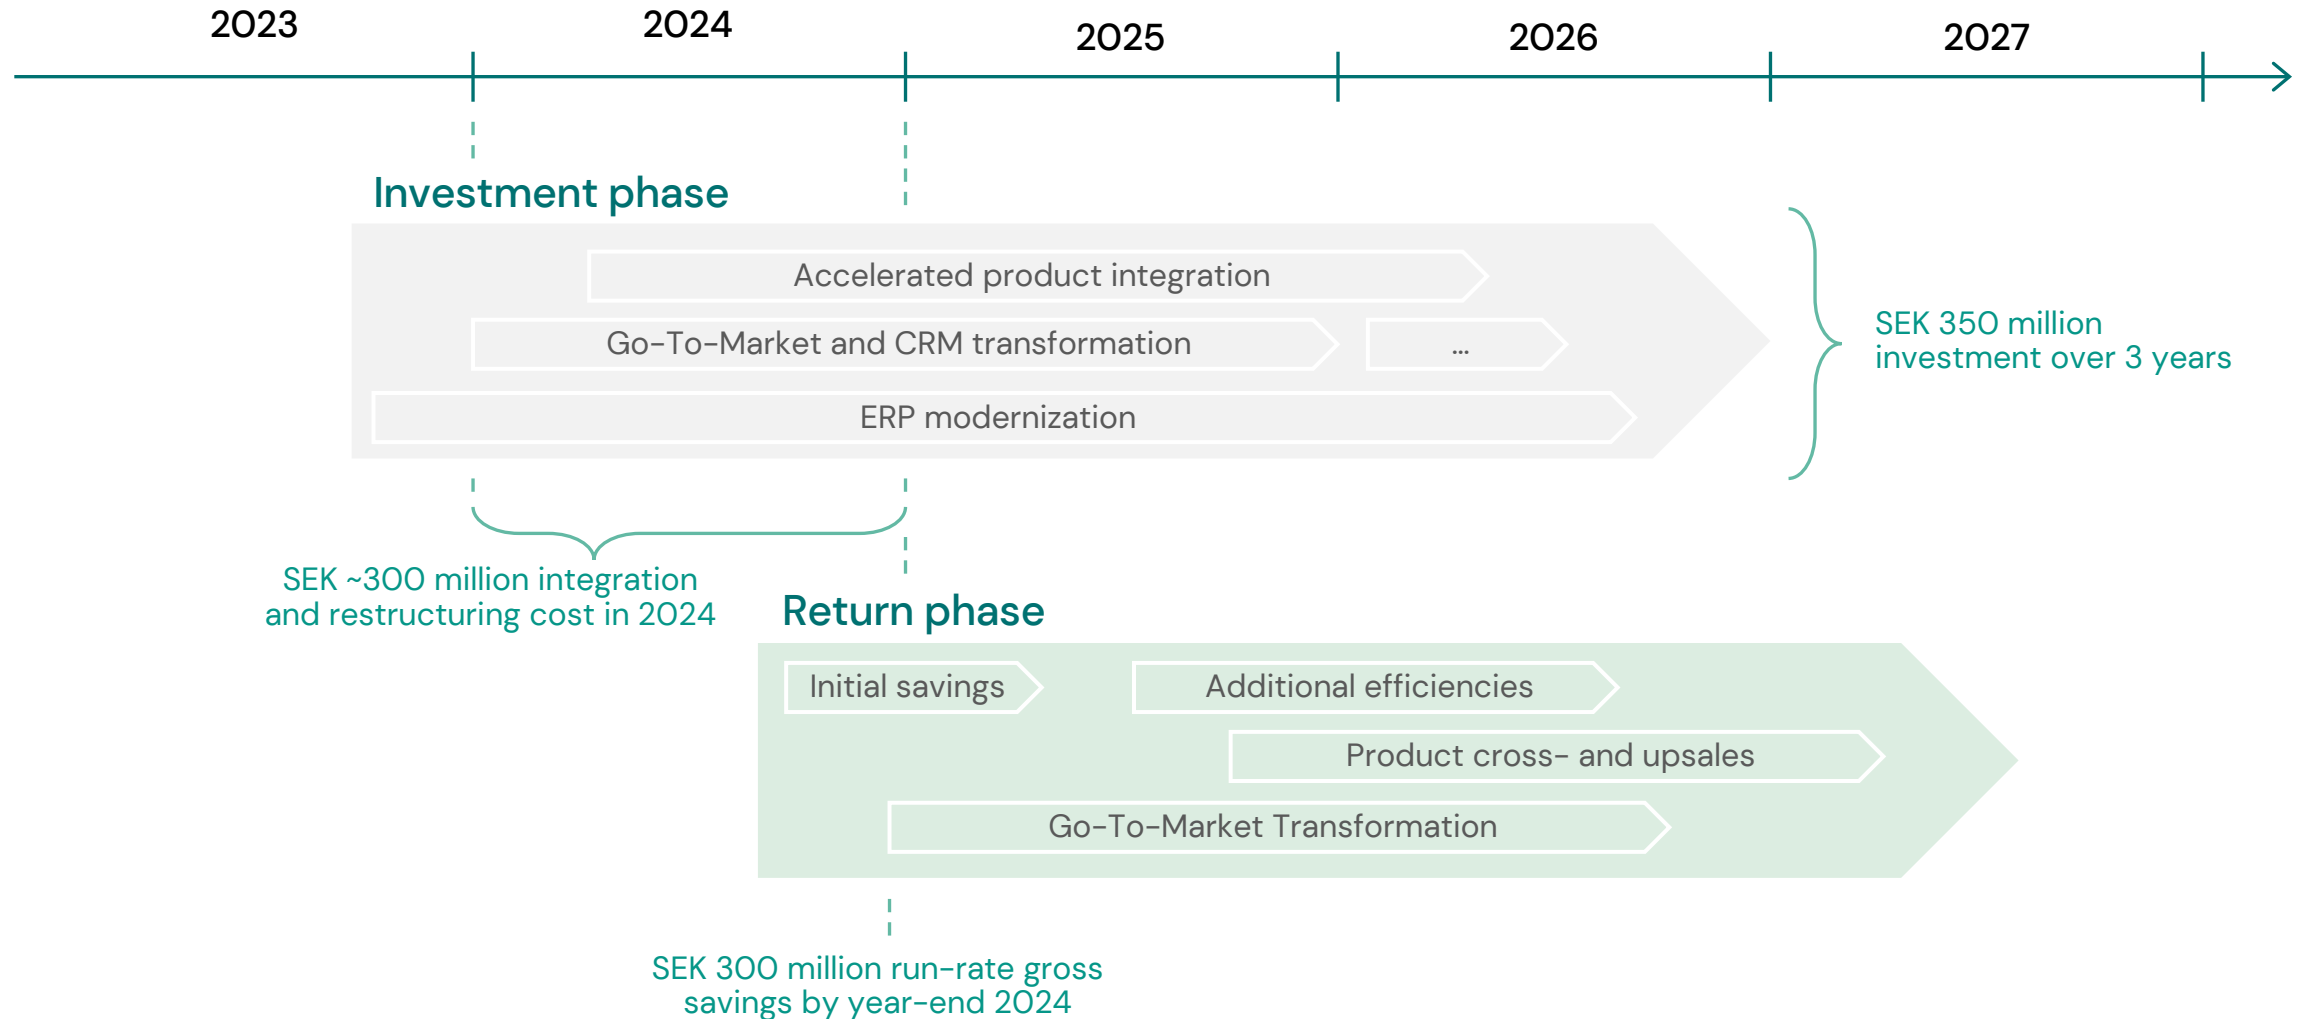 2023
2024
2025
2026
2027
Investment phase
Accelerated product integration
Go-To-Market and CRM transformation
...
ERP modernization
SEK 350 million
investment over 3 years
SEK ~300 million integration
and restructuring cost in 2024
Return phase
Initial savings
Additional efficiencies
Product cross- and upsales
Go-To-Market Transformation
SEK 300 million run-rate gross
savings by year-end 2024